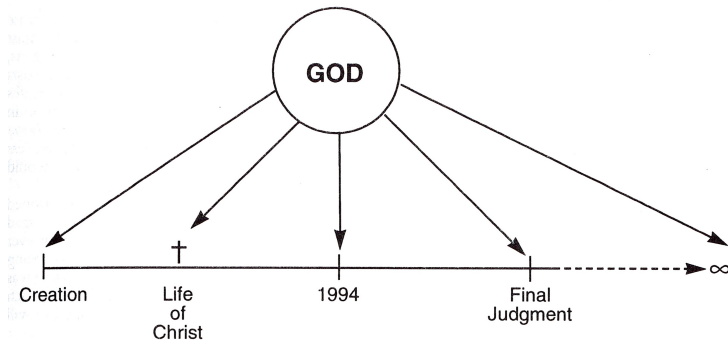 GOD
†
∞
Creation
Life
of
Christ
1994
Final
Judgment